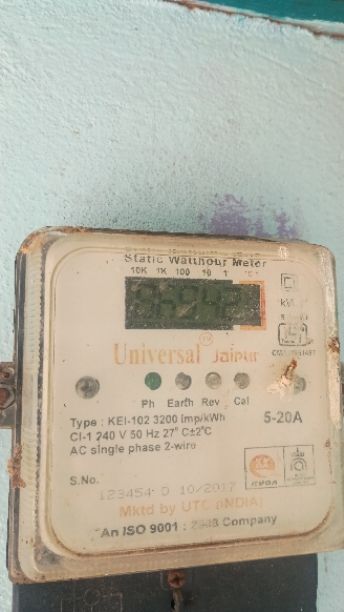 Static Watthour Meter
10K 1K 100 10 1
Universal Jaipur
Ph Earth Rev Cal
Type : KEI-102 3200 Imp/kWh
5-20A
CI-1 240 V 50 Hz 27°C±2°C
AC single phase 2-wire
S.No.
123454 D 10/2017
Mktd by UTC (INDIA)
An ISO 9001 : 2008 Company